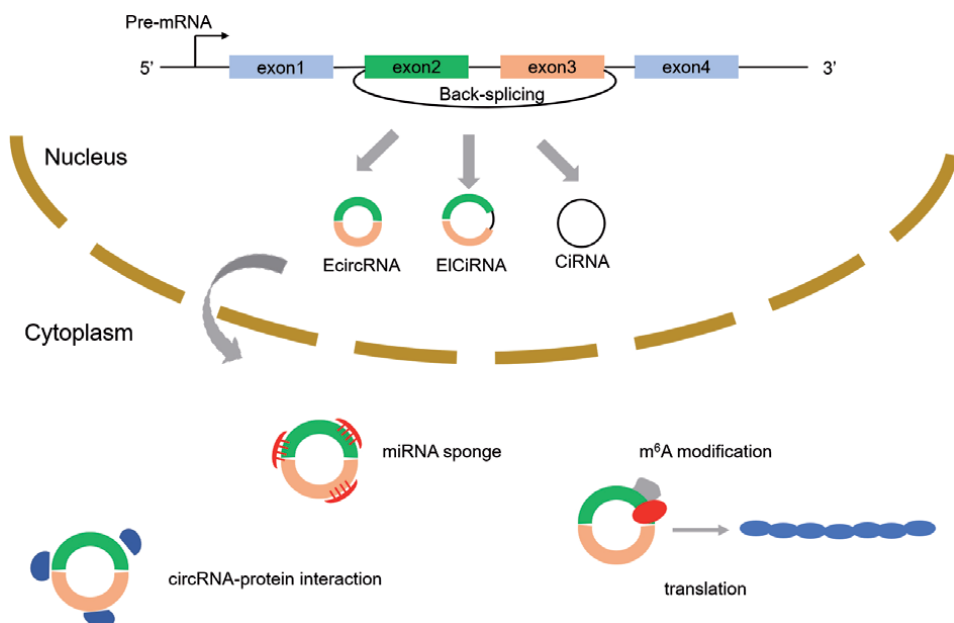 Pre-mRNA
5’ exon1 exon2 exon3 exon4 3’
Back-splicing
Nucleus
EcircRNA EICiRNA CiRNA
Cytoplasm
miRNA sponge
m⁶A modification
circRNA-protein interaction
translation